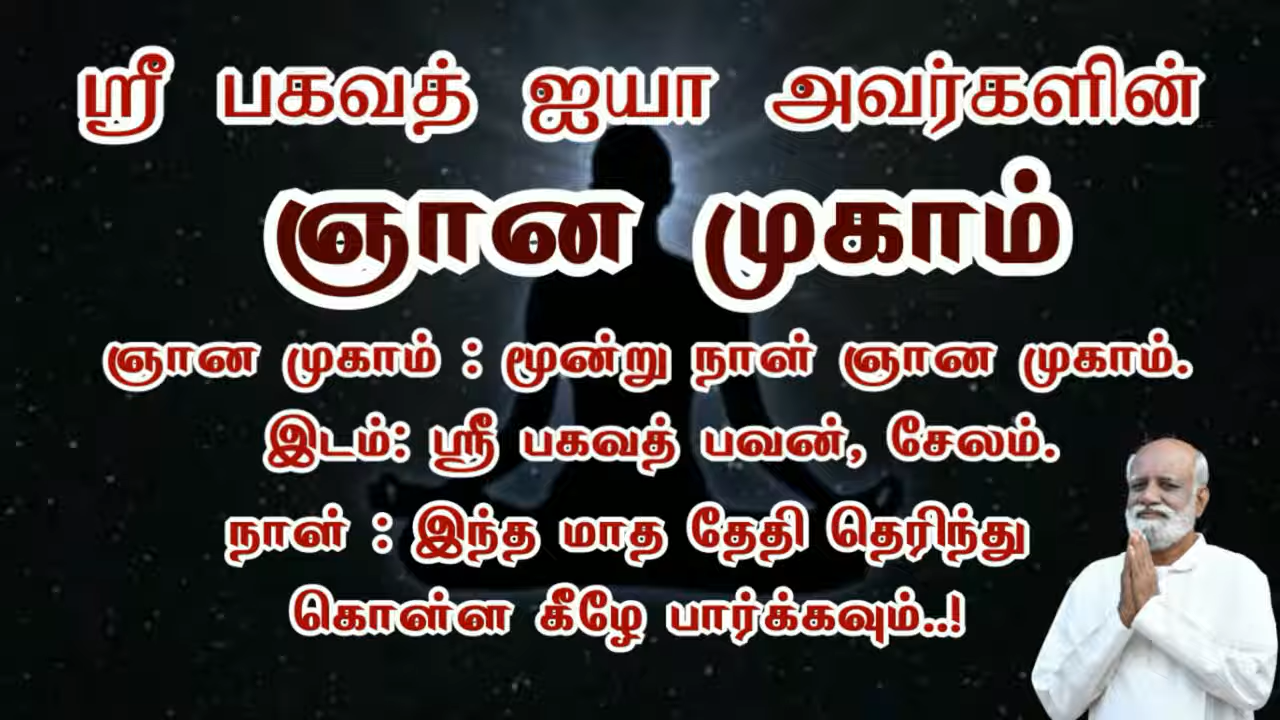 ஸ்ரீ பகவத் ஐயா அவர்களின்
ஞான முகாம்
ஞான முகாம் : மூன்று நாள் ஞான முகாம்.
இடம்: ஸ்ரீ பகவத் பவன், சேலம்.
நாள் : இந்த மாத தேதி தெரிந்து
கொள்ள கீழே பார்க்கவும்..!